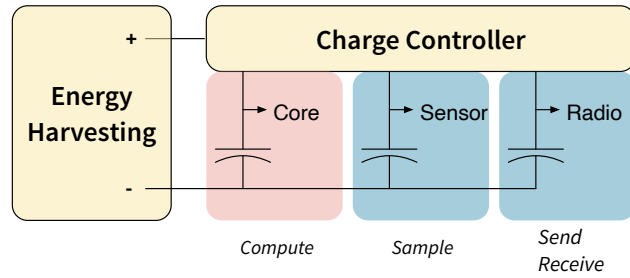 +
Charge Controller
Energy
Harvesting
Core
Sensor
Radio
-
Compute
Sample
Send
Receive